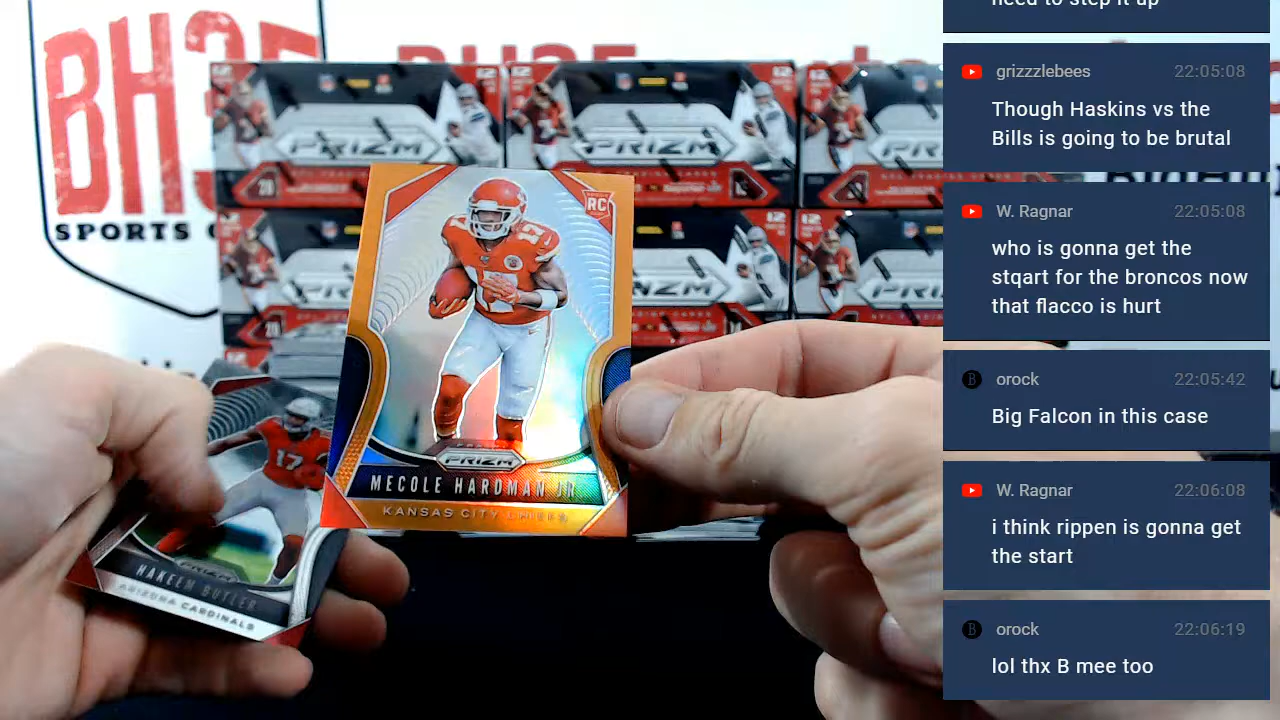 need to step it up
grizzzlebees 22:05:08
Though Haskins vs the
Bills is going to be brutal
W. Ragnar 22:05:08
who is gonna get the
stqart for the broncos now
that flacco is hurt
orock 22:05:42
Big Falcon in this case
W. Ragnar 22:06:08
i think rippen is gonna get
the start
orock 22:06:19
lol thx B mee too
BH35
SPORTS
PRIZM
PRIZM
RC
17
PRIZM
MECOLE HARDMAN JR
KANSAS CITY CHIEFS
17
PRIZM
HAKEEM BUTLER
ARIZONA CARDINALS